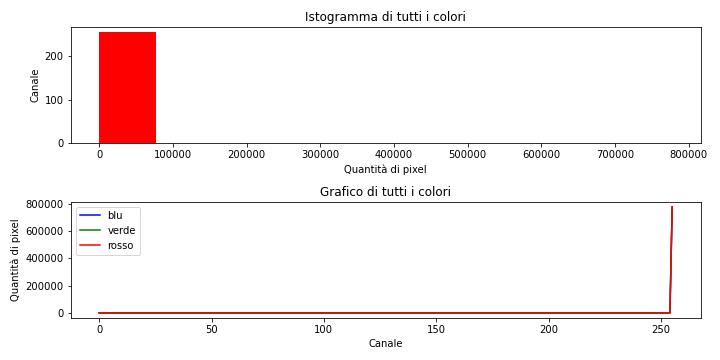 Istogramma di tutti i colori
200
100
0
Canale
0 100000 200000 300000 400000 500000 600000 700000 800000
Quantità di pixel
Grafico di tutti i colori
800000
600000
400000
200000
0
Quantità di pixel
blu
verde
rosso
0 50 100 150 200 250
Canale